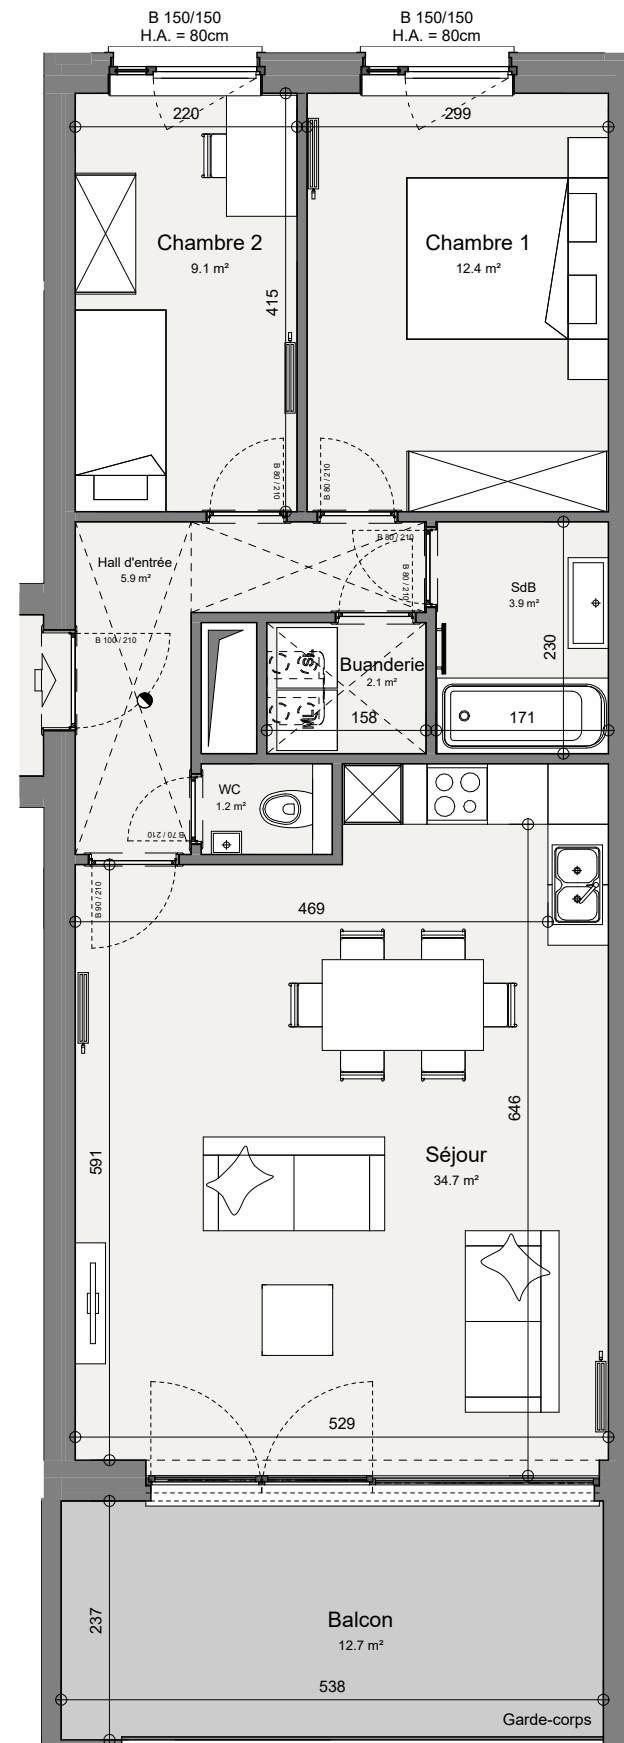 B 150/150
H.A. = 80cm
B 150/150
H.A. = 80cm
220
299
Chambre 2
9.1 m²
Chambre 1
12.4 m²
415
B 80 / 210
B 80 / 210
Hall d'entrée
5.9 m²
B 80 / 210
B 80 / 210
SdB
3.9 m²
B 100 / 210
230
SL
Buanderie
2.1 m²
ML
158
171
WC
1.2 m²
B 70 / 210
B 90 / 210
469
646
591
Séjour
34.7 m²
529
237
Balcon
12.7 m²
538
Garde-corps